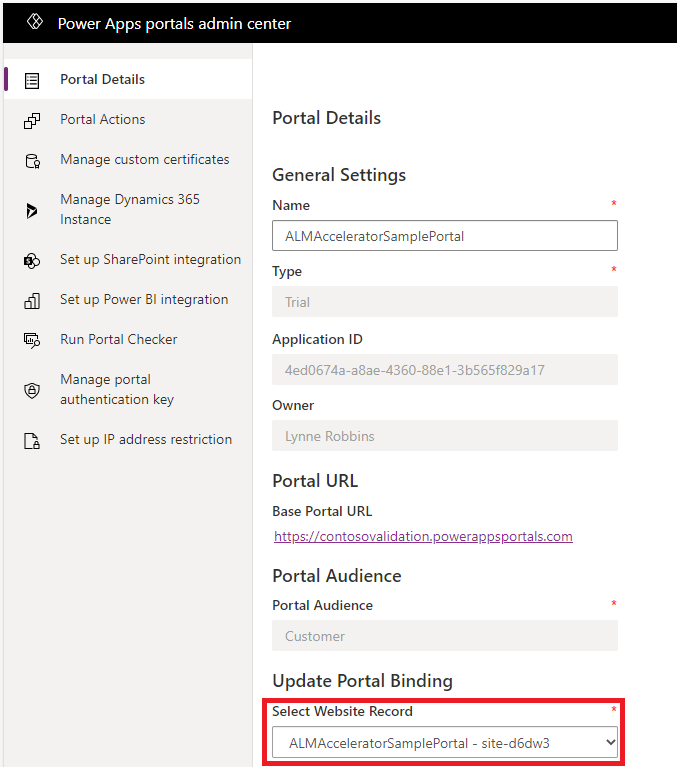 Power Apps portals admin center
Portal Details
Portal Actions
Manage custom certificates
Manage Dynamics 365
Instance
Set up SharePoint integration
Set up Power BI integration
Run Portal Checker
Manage portal
authentication key
Set up IP address restriction
Portal Details
General Settings
Name *
ALMAcceleratorSamplePortal
Type *
Trial
Application ID
4ed0674a-a8ae-4360-88e1-3b565f829a17
Owner
Lynne Robbins
Portal URL
Base Portal URL
https://contosovalidation.powerappsportals.com
Portal Audience
Portal Audience *
Customer
Update Portal Binding
Select Website Record *
ALMAcceleratorSamplePortal - site-d6dw3